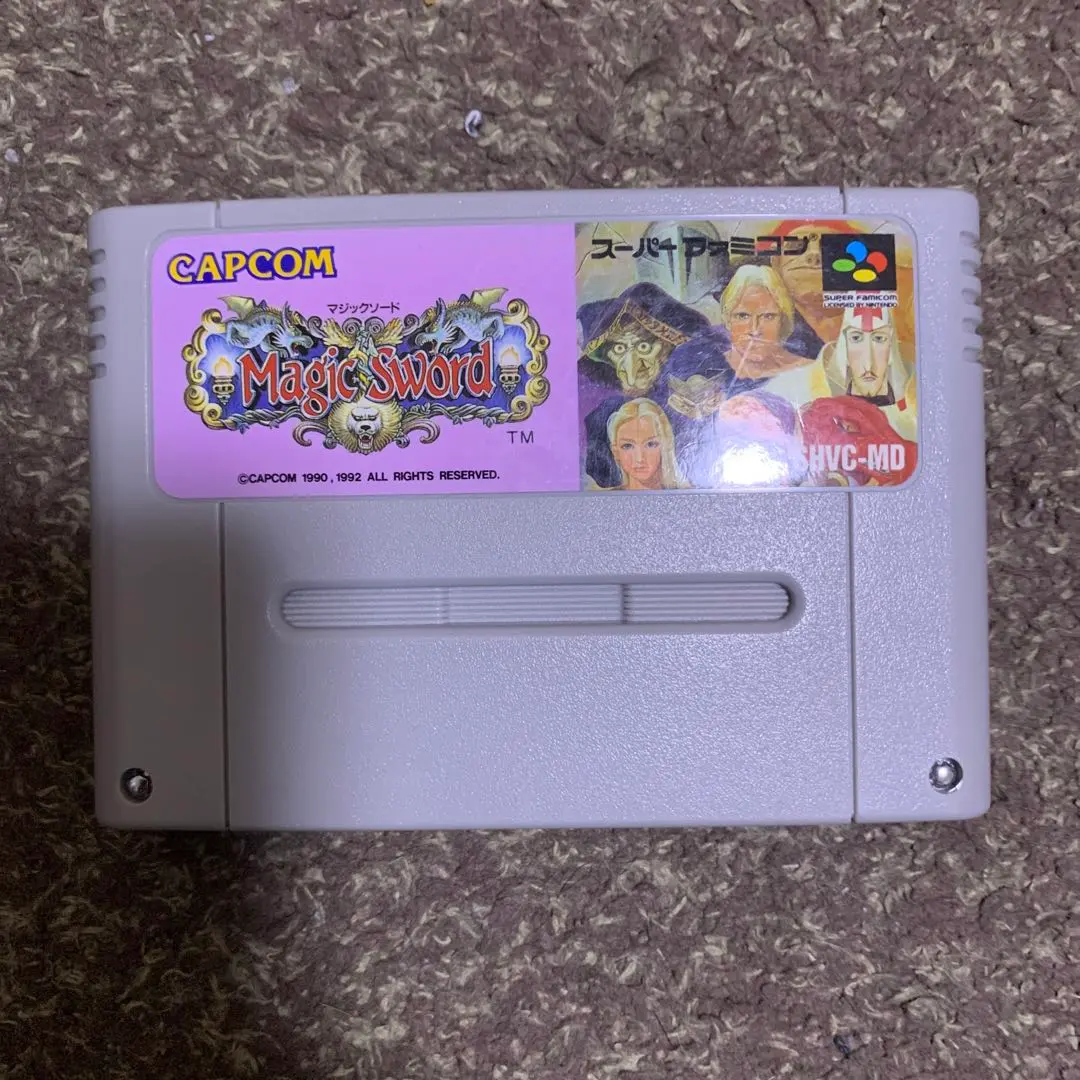 CAPCOM
マジックソード
Magic Sword
TM
©CAPCOM 1990, 1992 ALL RIGHTS RESERVED.
スーパーファミコン®
SUPER FAMICOM
LICENSED BY NINTENDO
SHVC-MD